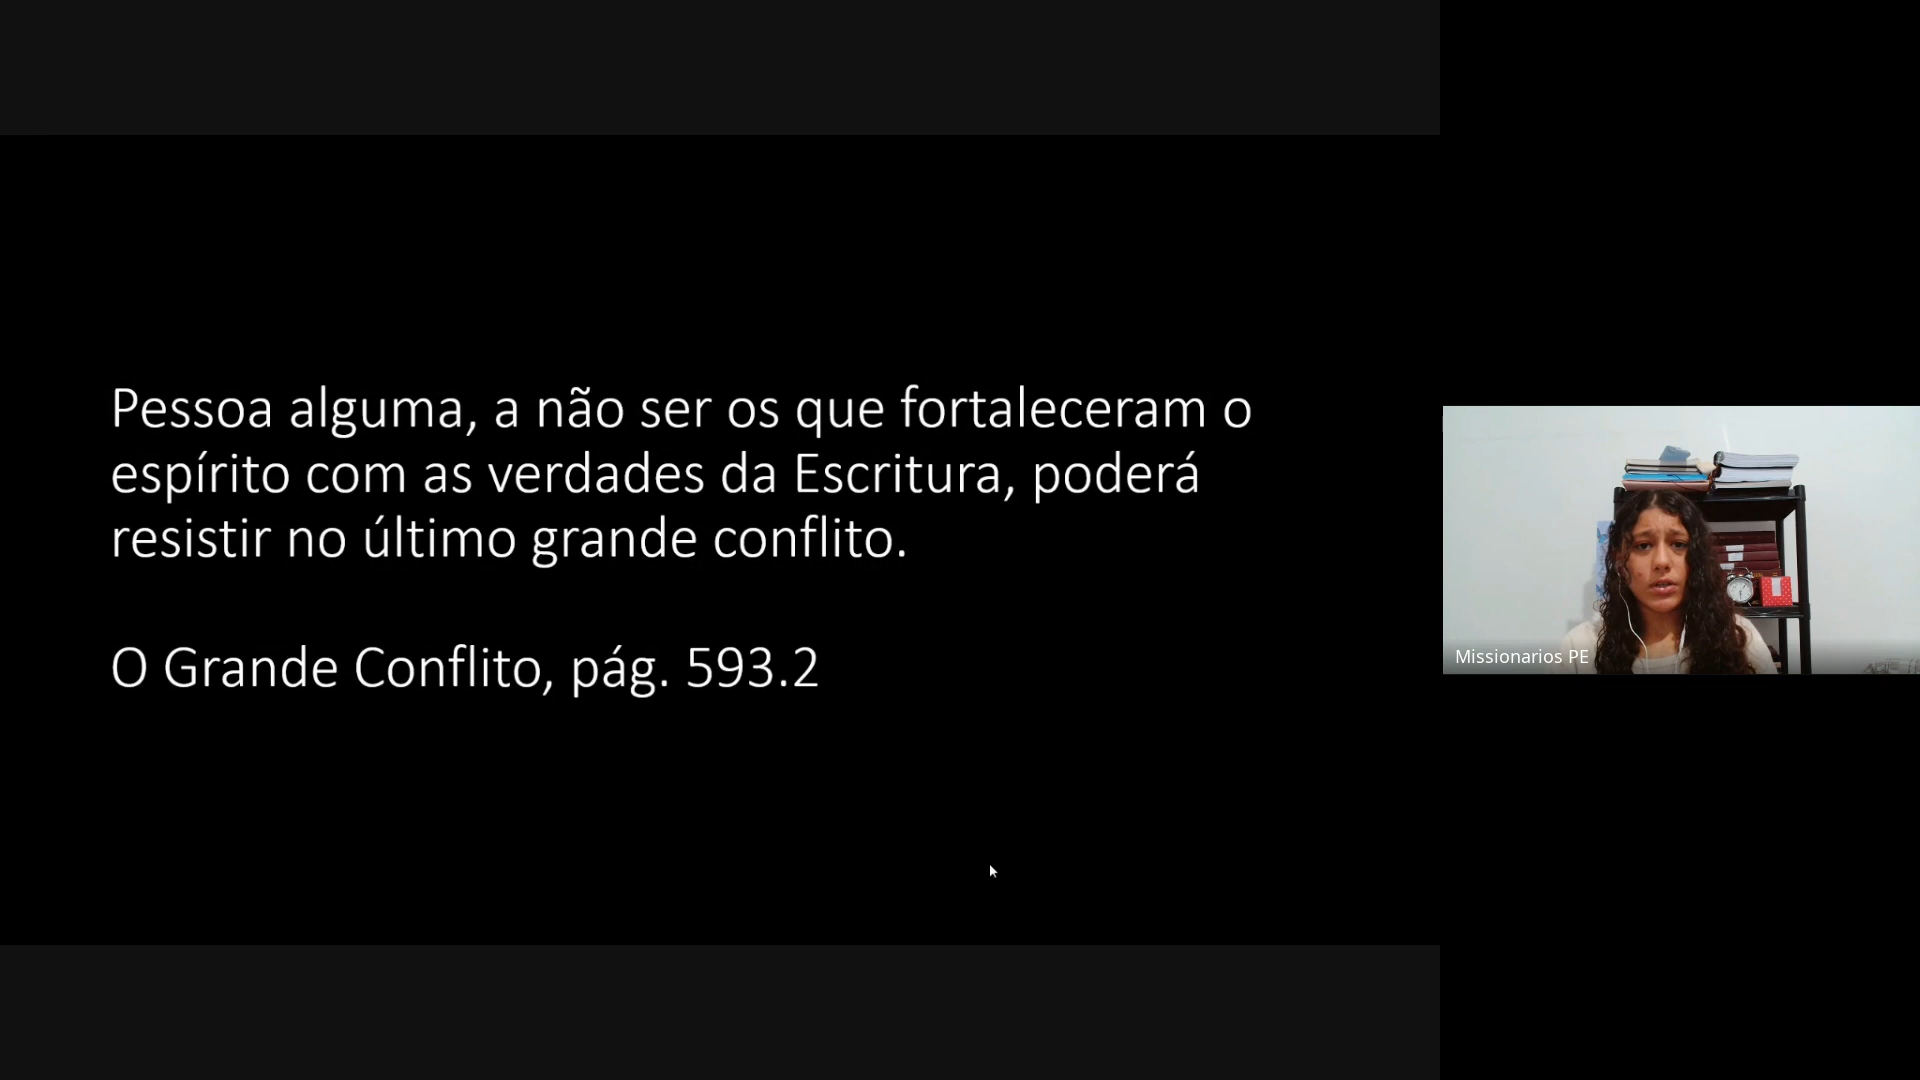 Pessoa alguma, a não ser os que fortaleceram o
espírito com as verdades da Escritura, poderá
resistir no último grande conflito.
O Grande Conflito, pág. 593.2
Missionarios PE